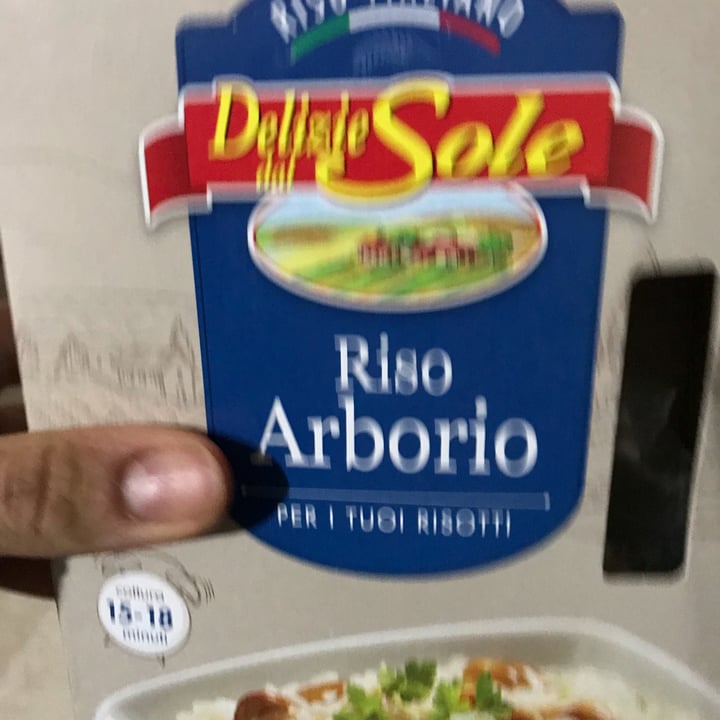 RISO ITALIANO
Delizie
dal Sole
Riso
Arborio
PER I TUOI RISOTTI
cottura
15-18
minuti